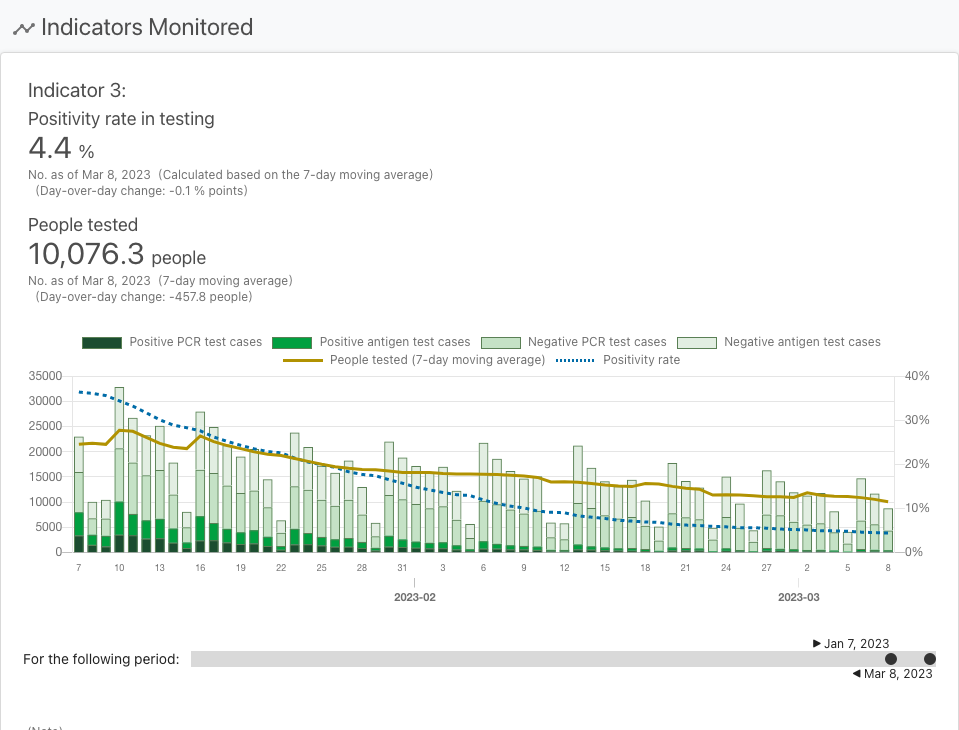 Indicators Monitored
Indicator 3:
Positivity rate in testing
4.4 %
No. as of Mar 8, 2023 (Calculated based on the 7-day moving average)
(Day-over-day change: -0.1 % points)
People tested
10,076.3 people
No. as of Mar 8, 2023 (7-day moving average)
(Day-over-day change: -457.8 people)
Positive PCR test cases Positive antigen test cases Negative PCR test cases Negative antigen test cases
People tested (7-day moving average) Positivity rate
35000 40%
30000
25000 30%
20000
15000 20%
10000 10%
5000
0 0%
7 10 13 16 19 22 25 28 31 3 6 9 12 15 18 21 24 27 2 5 8
2023-02 2023-03
▶ Jan 7, 2023
For the following period:
◀ Mar 8, 2023
(Note)